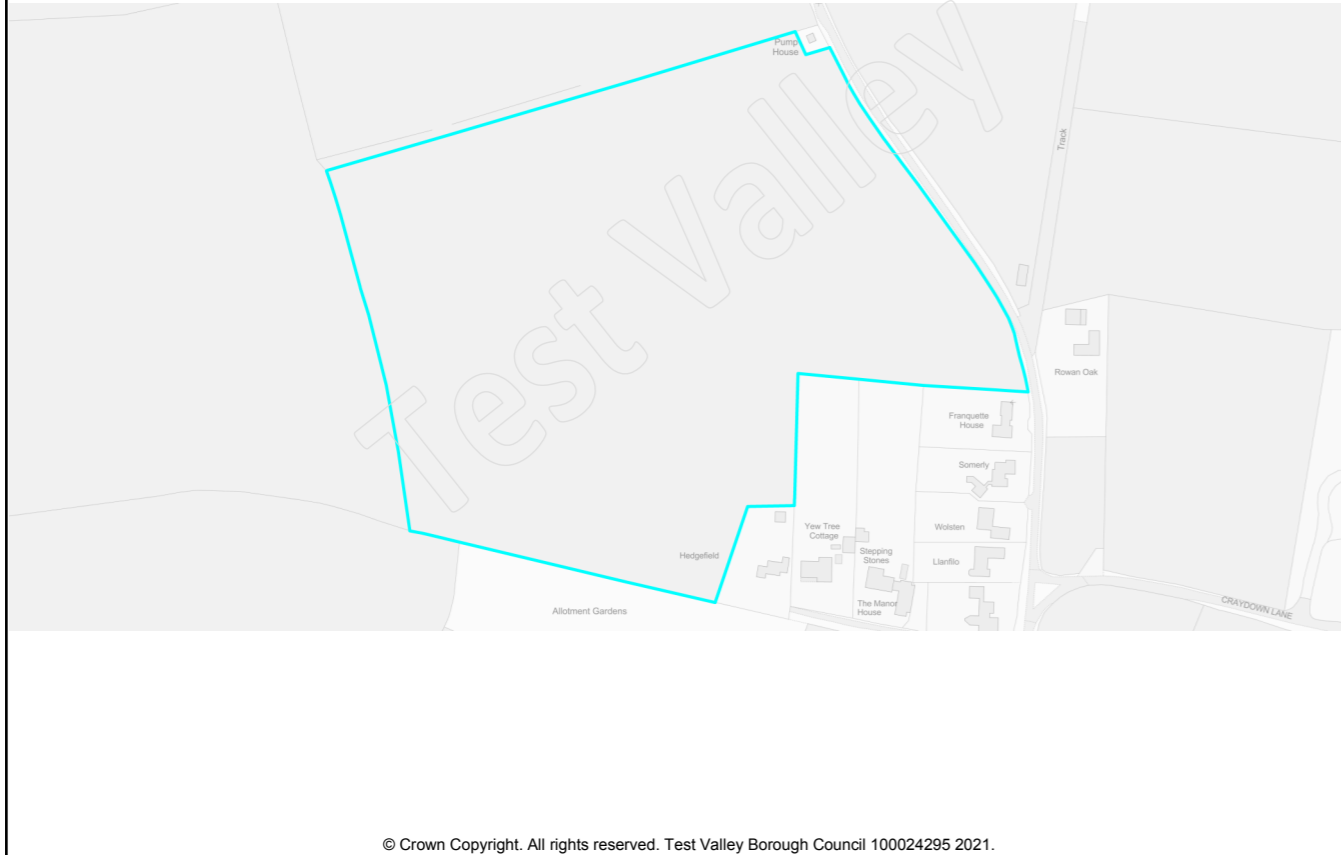 Pump
House
Test Valley
Track
Rowan Oak
Franquette
House
Somerly
Yew Tree
Cottage
Wolsten
Stepping
Stones
Hedgefield
Llanfilo
The Manor
House
Allotment Gardens
CRAYDOWN LANE
© Crown Copyright. All rights reserved. Test Valley Borough Council 100024295 2021.